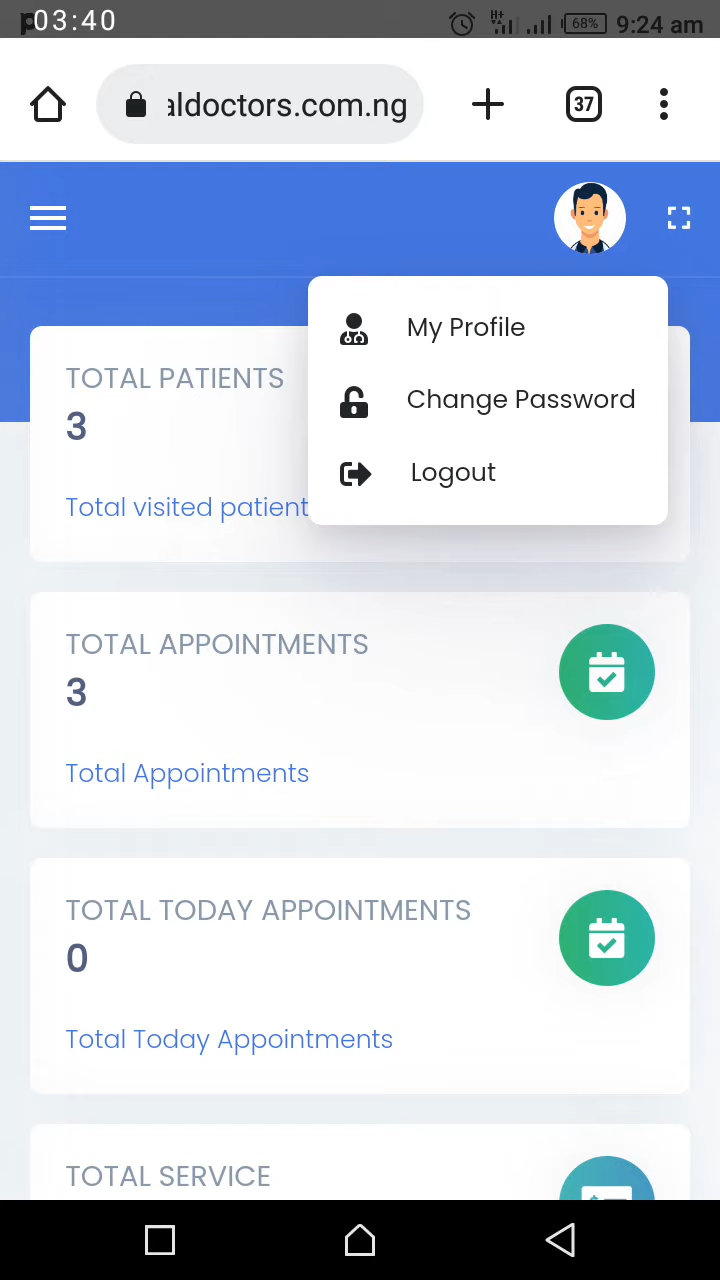 03:40
68%
9:24 am
aldoctors.com.ng
37
My Profile
Change Password
Logout
TOTAL PATIENTS
3
Total visited patient
TOTAL APPOINTMENTS
3
Total Appointments
TOTAL TODAY APPOINTMENTS
0
Total Today Appointments
TOTAL SERVICE